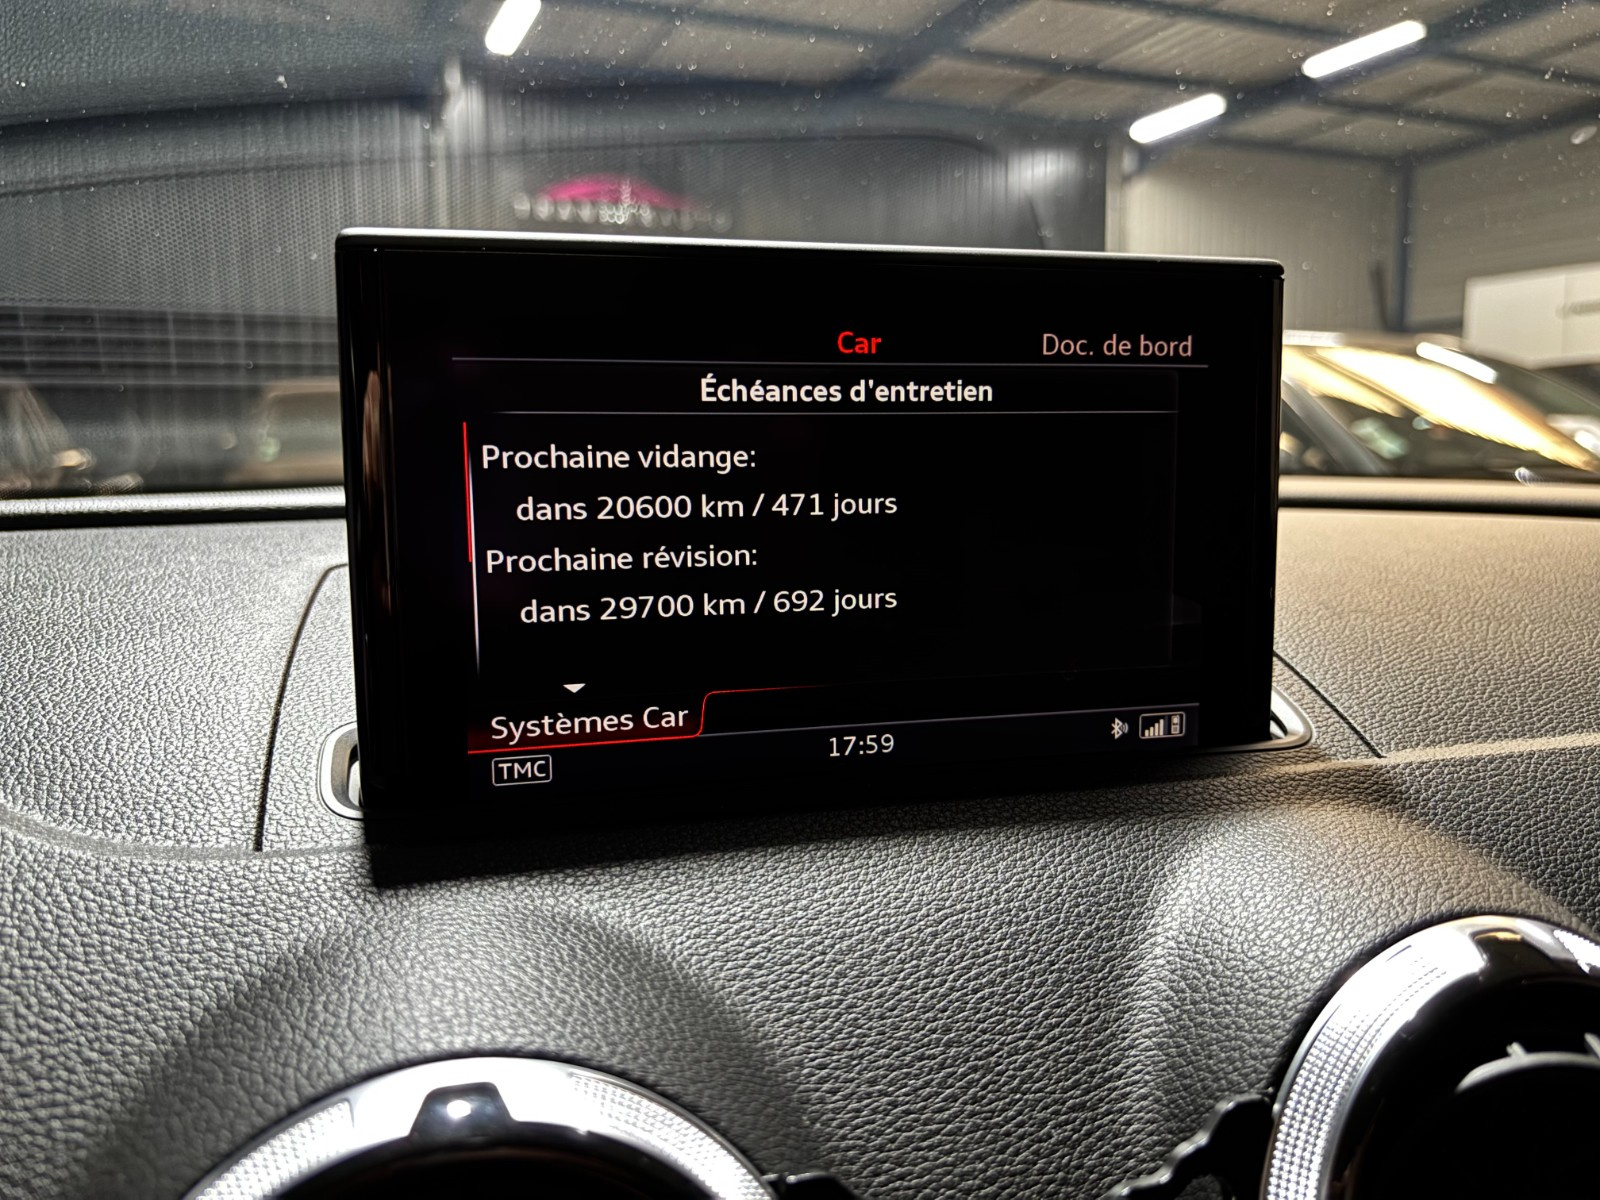 Car
Doc. de bord
Échéances d'entretien
Prochaine vidange:
dans 20600 km / 471 jours
Prochaine révision:
dans 29700 km / 692 jours
Systèmes Car
17:59
TMC